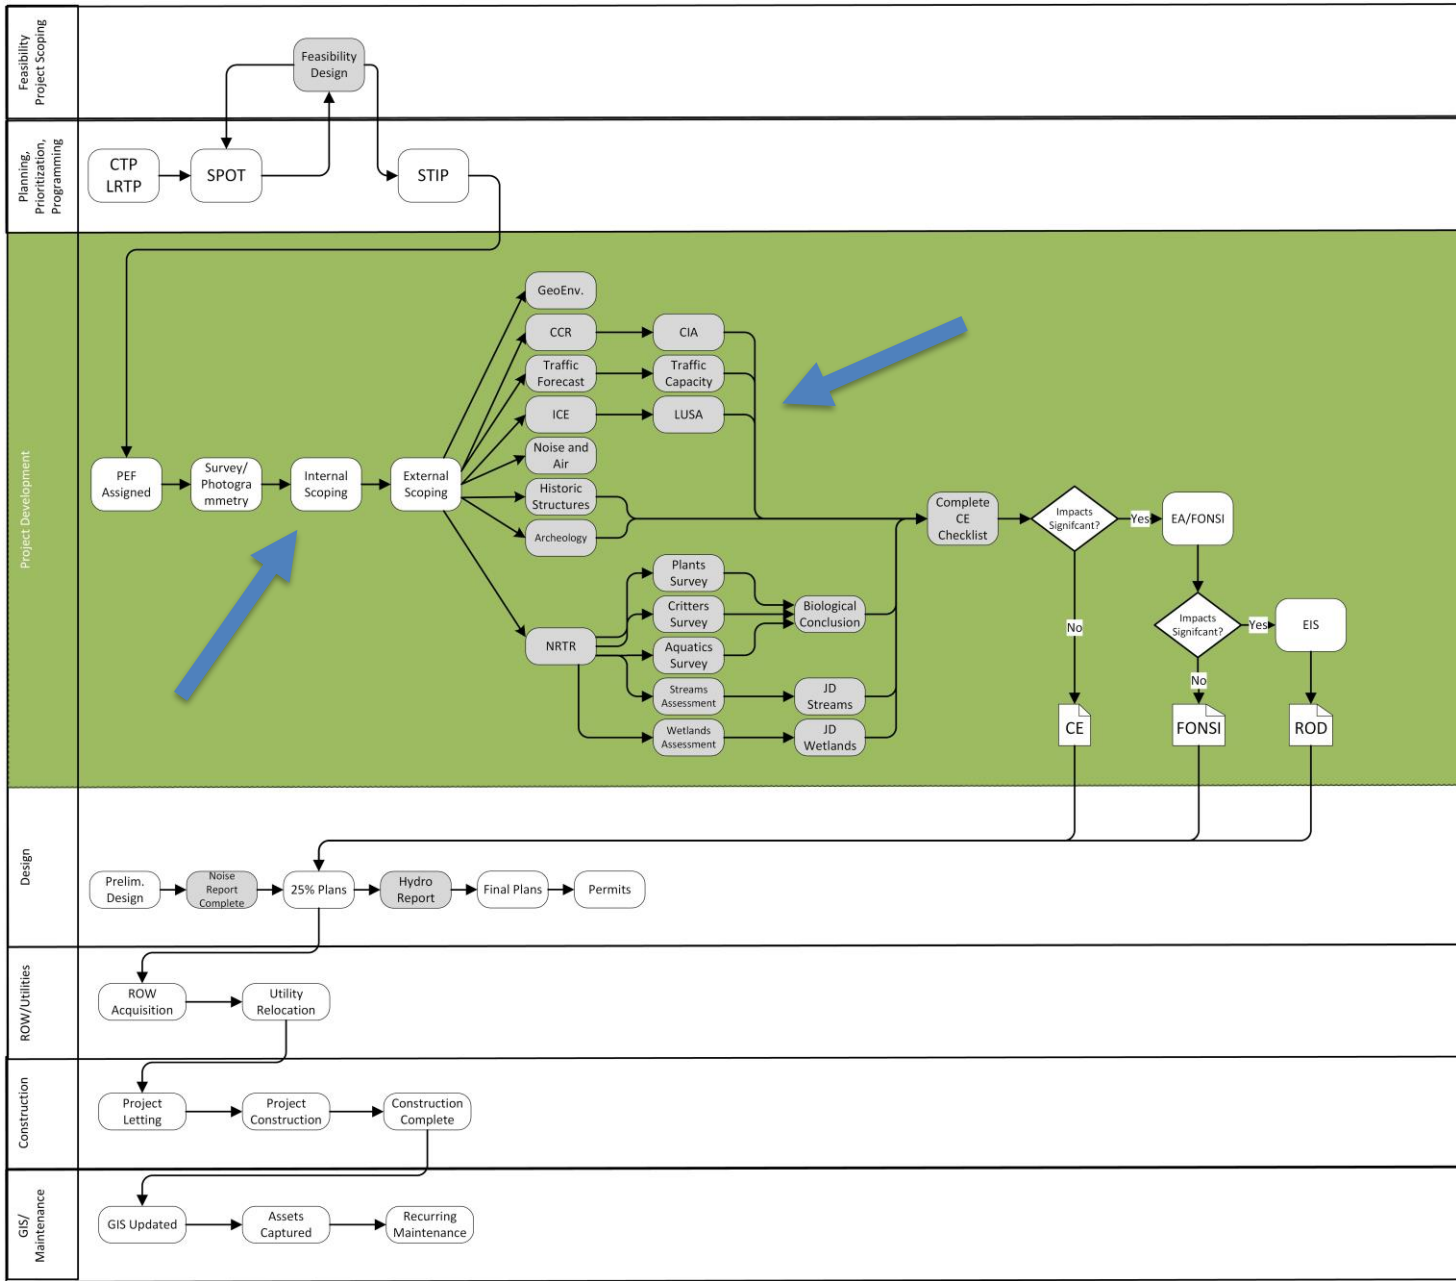 Feasibility
Project Scoping
Feasibility
Design
Planning,
Prioritization,
Programming
CTP
LRTP
SPOT
STIP
Project Development
GeoEnv.
CCR
CIA
Traffic
Forecast
Traffic
Capacity
ICE
LUSA
Noise and
Air
PEF
Assigned
Survey/
Photogra
mmetry
Internal
Scoping
External
Scoping
Historic
Structures
Archeology
Complete
CE
Checklist
Impacts
Signifcant?
Yes
EA/FONSI
No
Plants
Survey
Critters
Survey
Biological
Conclusion
NRTR
Aquatics
Survey
Streams
Assessment
JD
Streams
Wetlands
Assessment
JD
Wetlands
Impacts
Signifcant?
Yes
EIS
No
CE
FONSI
ROD
Design
Prelim.
Design
Noise
Report
Complete
25% Plans
Hydro
Report
Final Plans
Permits
ROW/Utilities
ROW
Acquisition
Utility
Relocation
Construction
Project
Letting
Project
Construction
Construction
Complete
GIS/
Maintenance
GIS Updated
Assets
Captured
Recurring
Maintenance